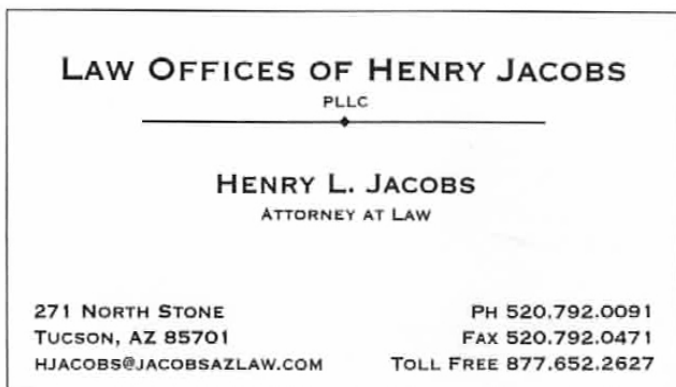 LAW OFFICES OF HENRY JACOBS
PLLC
HENRY L. JACOBS
ATTORNEY AT LAW
271 NORTH STONE
TUCSON, AZ 85701
HJACOBS@JACOBSAZLAW.COM
PH 520.792.0091
FAX 520.792.0471
TOLL FREE 877.652.2627